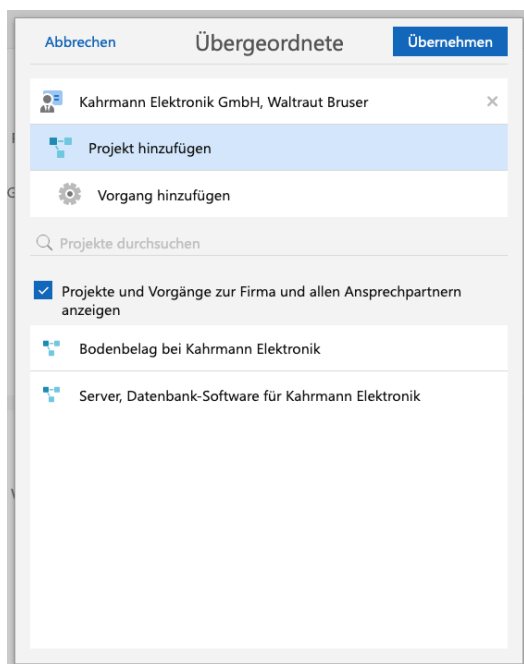 Abbrechen Übergeordnete Übernehmen
Kahrmann Elektronik GmbH, Waltraut Bruser
Projekt hinzufügen
Vorgang hinzufügen
Projekte durchsuchen
Projekte und Vorgänge zur Firma und allen Ansprechpartnern
anzeigen
Bodenbelag bei Kahrmann Elektronik
Server, Datenbank-Software für Kahrmann Elektronik